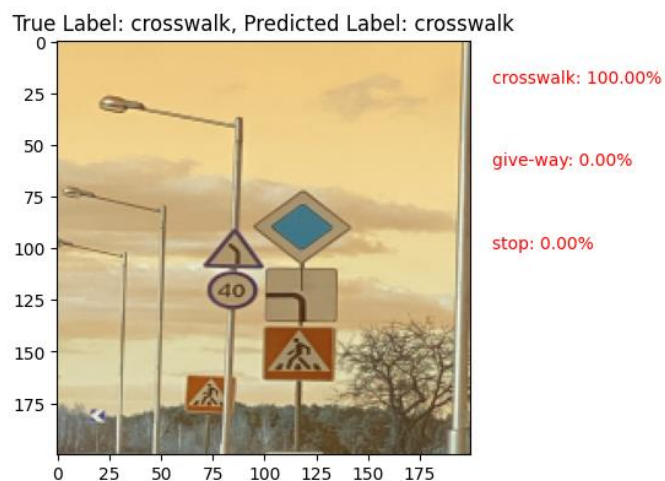 True Label: crosswalk, Predicted Label: crosswalk
0
25
50
75
100
125
150
175
0 25 50 75 100 125 150 175
crosswalk: 100.00%
give-way: 0.00%
stop: 0.00%
40